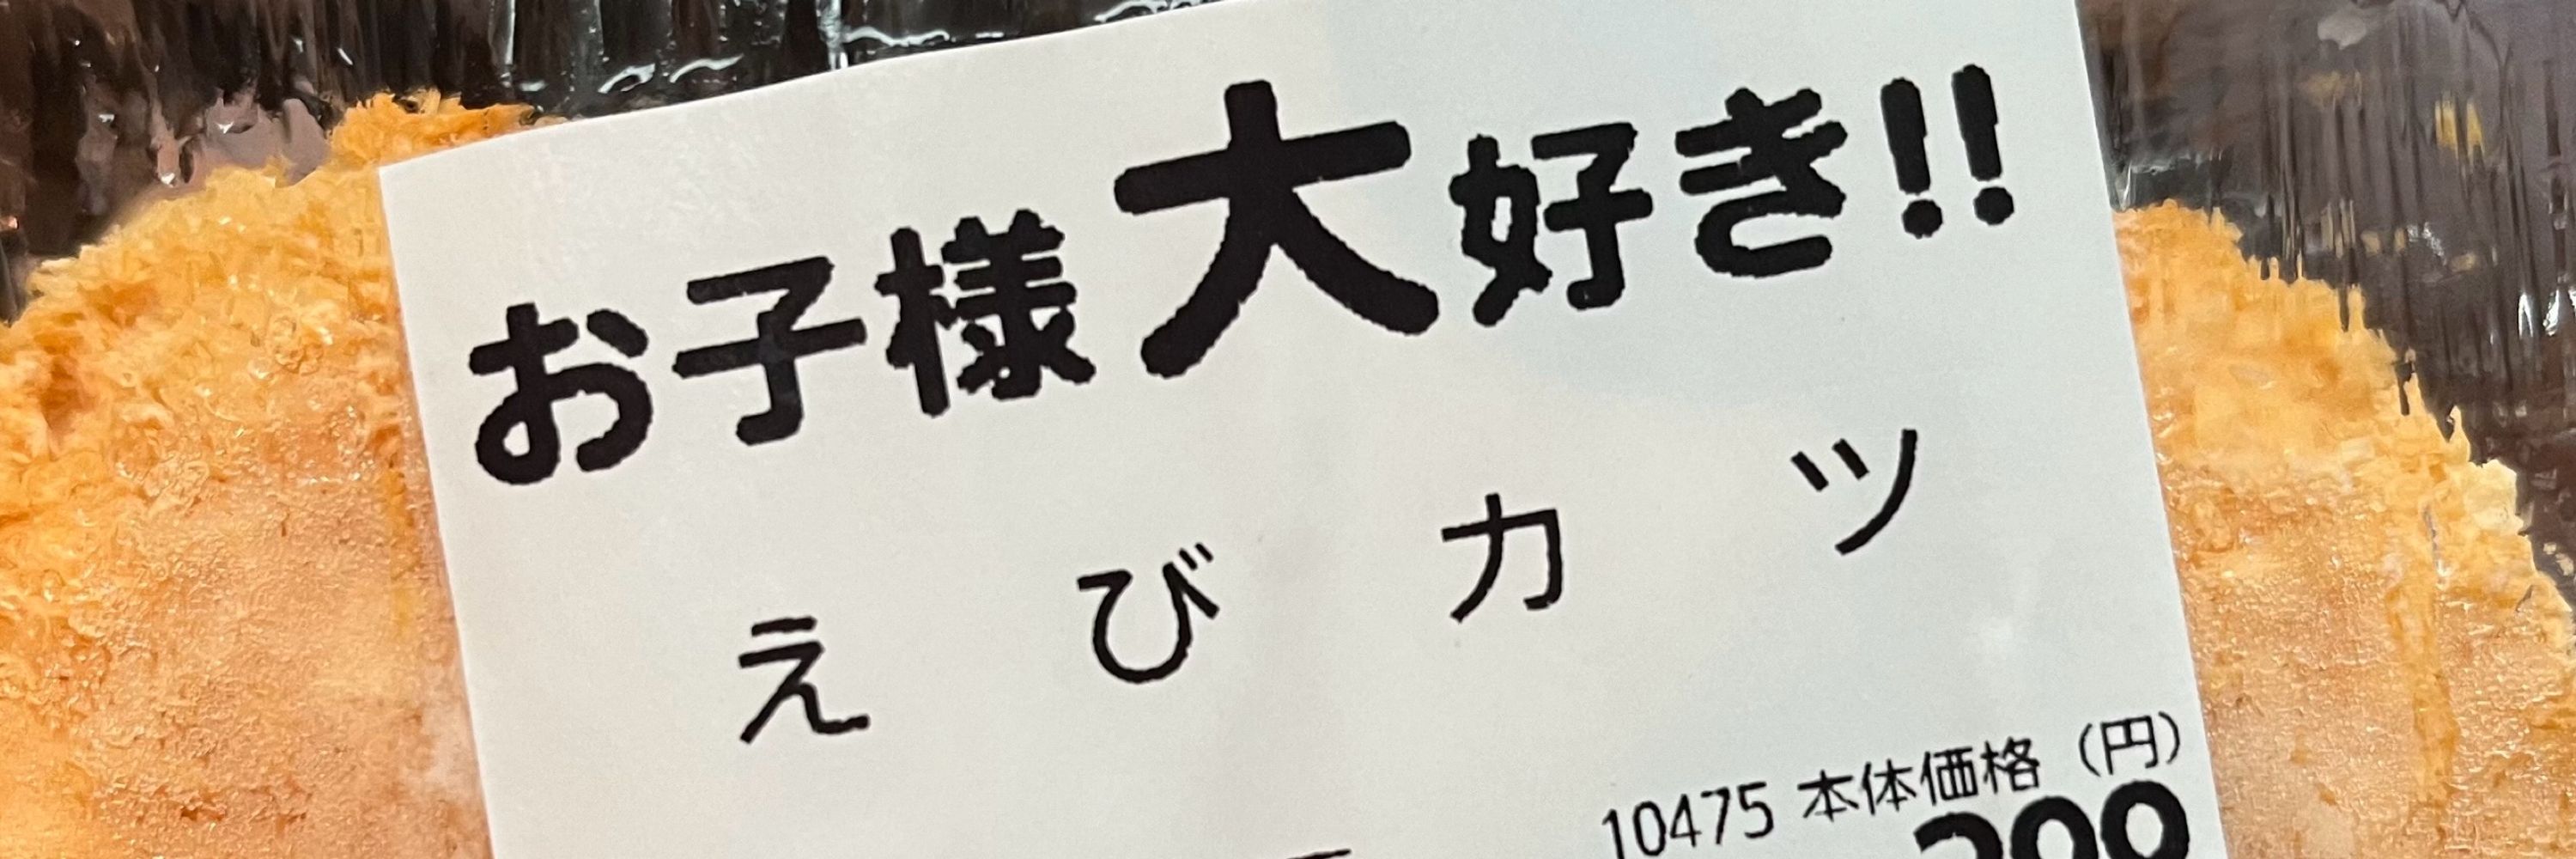 お子様大好き!!
えびカツ
10475 本体価格 (円)